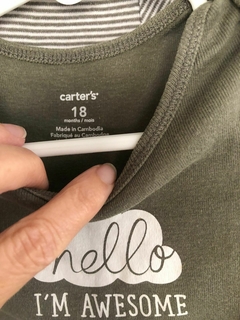 carter's®
18
months / mois
Made in Cambodia
Fabriqué au Cambodge
hello
I'M AWESOME